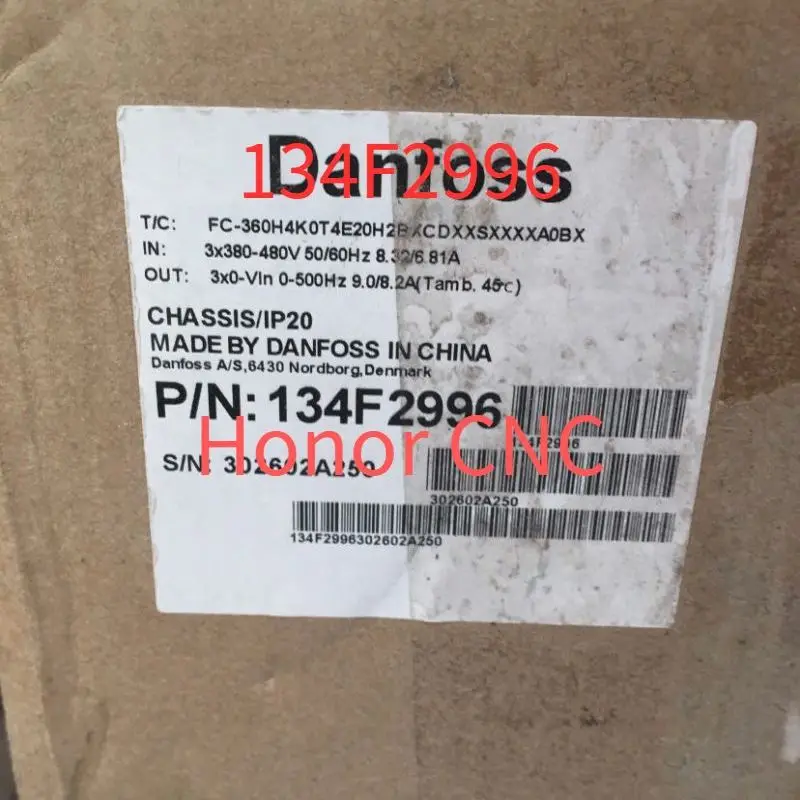 Danfoss
134F2996
T/C: FC-360H4K0T4E20H2BXCDXXSXXXXA0BX
IN: 3x380-480V 50/60Hz 8.32/6.81A
OUT: 3x0-Vin 0-500Hz 9.0/8.2A(Tamb. 45℃)
CHASSIS/IP20
MADE BY DANFOSS IN CHINA
Danfoss A/S,6430 Nordborg,Denmark
P/N: 134F2996
134F2996
Honor CNC
S/N: 302602A250
302602A250
134F2996302602A250